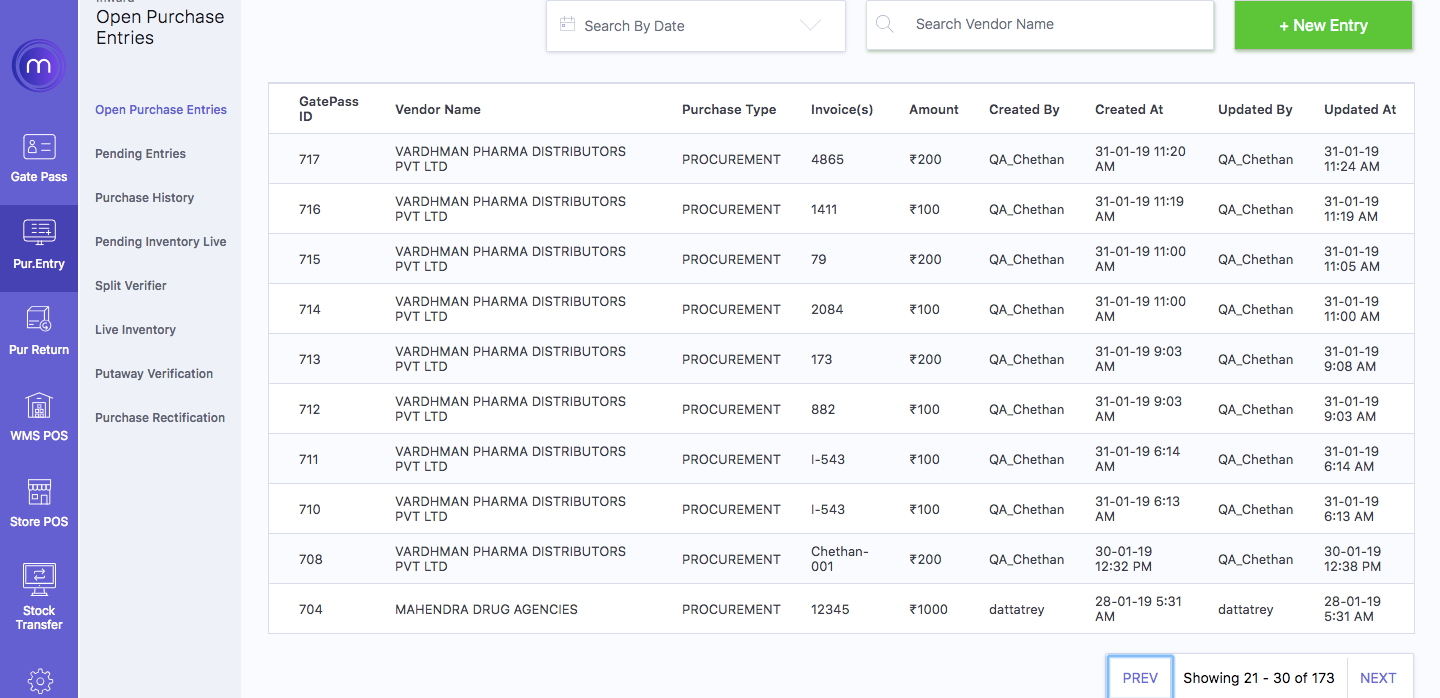 Open Purchase
Entries
Search By Date
Search Vendor Name
+ New Entry
m
Gate Pass
Pur.Entry
Pur Return
WMS POS
Store POS
Stock
Transfer
Open Purchase Entries
Pending Entries
Purchase History
Pending Inventory Live
Split Verifier
Live Inventory
Putaway Verification
Purchase Rectification
GatePass
ID
Vendor Name
Purchase Type
Invoice(s)
Amount
Created By
Created At
Updated By
Updated At
717
VARDHMAN PHARMA DISTRIBUTORS
PVT LTD
PROCUREMENT
4865
₹200
QA_Chethan
31-01-19 11:20
AM
QA_Chethan
31-01-19
11:24 AM
716
VARDHMAN PHARMA DISTRIBUTORS
PVT LTD
PROCUREMENT
1411
₹100
QA_Chethan
31-01-19 11:19
AM
QA_Chethan
31-01-19
11:19 AM
715
VARDHMAN PHARMA DISTRIBUTORS
PVT LTD
PROCUREMENT
79
₹200
QA_Chethan
31-01-19 11:00
AM
QA_Chethan
31-01-19
11:05 AM
714
VARDHMAN PHARMA DISTRIBUTORS
PVT LTD
PROCUREMENT
2084
₹100
QA_Chethan
31-01-19 11:00
AM
QA_Chethan
31-01-19
11:00 AM
713
VARDHMAN PHARMA DISTRIBUTORS
PVT LTD
PROCUREMENT
173
₹200
QA_Chethan
31-01-19 9:03
AM
QA_Chethan
31-01-19
9:08 AM
712
VARDHMAN PHARMA DISTRIBUTORS
PVT LTD
PROCUREMENT
882
₹100
QA_Chethan
31-01-19 9:03
AM
QA_Chethan
31-01-19
9:03 AM
711
VARDHMAN PHARMA DISTRIBUTORS
PVT LTD
PROCUREMENT
I-543
₹100
QA_Chethan
31-01-19 6:14
AM
QA_Chethan
31-01-19
6:14 AM
710
VARDHMAN PHARMA DISTRIBUTORS
PVT LTD
PROCUREMENT
I-543
₹100
QA_Chethan
31-01-19 6:13
AM
QA_Chethan
31-01-19
6:13 AM
708
VARDHMAN PHARMA DISTRIBUTORS
PVT LTD
PROCUREMENT
Chethan-
001
₹200
QA_Chethan
30-01-19
12:32 PM
QA_Chethan
30-01-19
12:38 PM
704
MAHENDRA DRUG AGENCIES
PROCUREMENT
12345
₹1000
dattatrey
28-01-19 5:31
AM
dattatrey
28-01-19
5:31 AM
PREV
Showing 21 - 30 of 173
NEXT